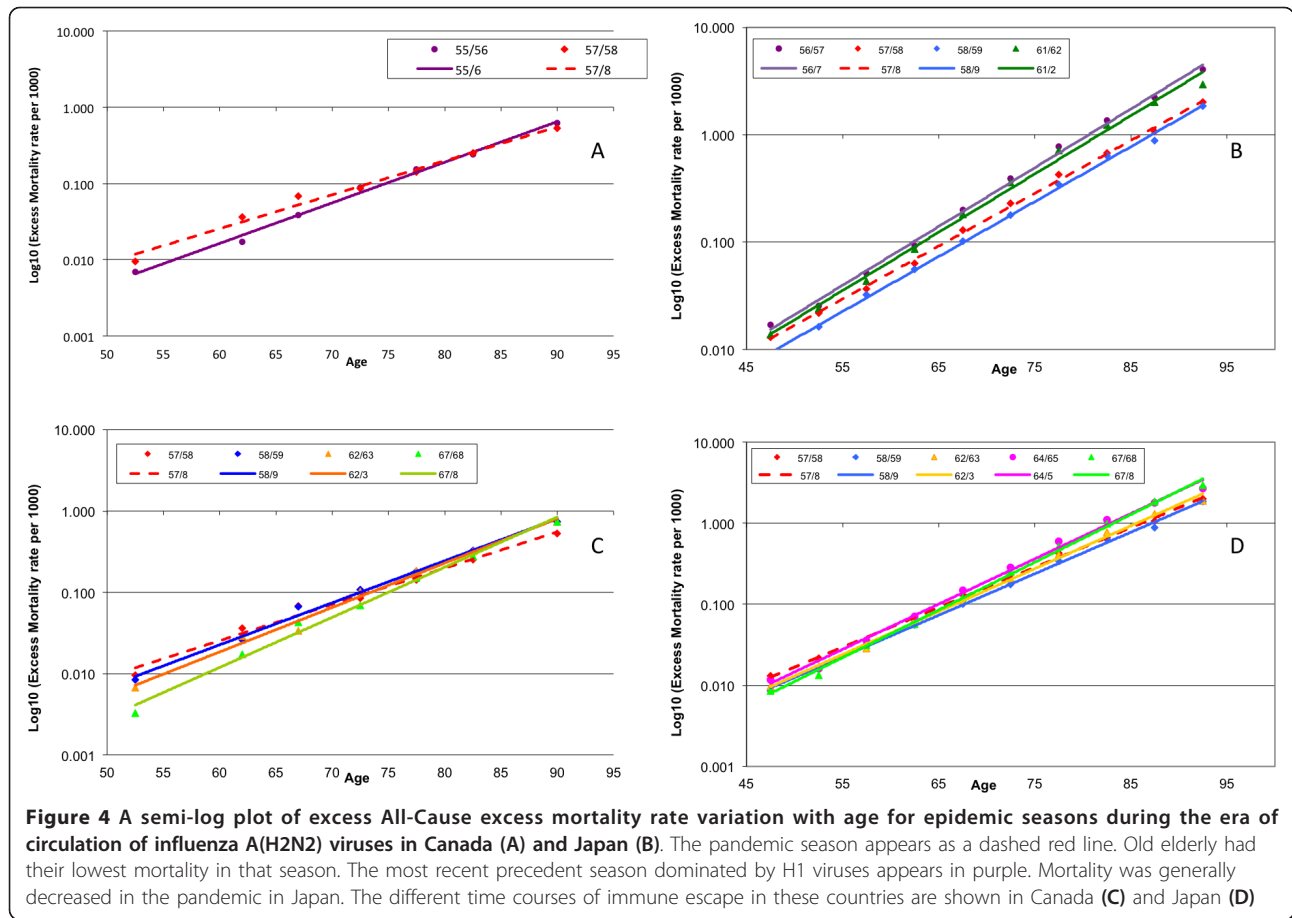 55/56 57/58
55/6 57/8
10.000
1.000
0.100
0.010
0.001
Log10 (Excess Mortality rate per 1000)
50 55 60 65 70 75 80 85 90 95
Age
A
56/57 57/58 58/59 61/62
56/7 57/8 58/9 61/2
10.000
1.000
0.100
0.010
Log10 (Excess Mortality rate per 1000)
45 55 65 75 85 95
Age
B
57/58 58/59 62/63 67/68
57/8 58/9 62/3 67/8
10.000
1.000
0.100
0.010
0.001
Log10 (Excess Mortality rate per 1000)
50 55 60 65 70 75 80 85 90 95
Age
C
57/58 58/59 62/63 64/65 67/68
57/8 58/9 62/3 64/5 67/8
10.000
1.000
0.100
0.010
0.001
Log10 (Excess Mortality rate per 1000)
45 55 65 75 85 95
Age
D
Figure 4 A semi-log plot of excess All-Cause excess mortality rate variation with age for epidemic seasons during the era of
circulation of influenza A(H2N2) viruses in Canada (A) and Japan (B). The pandemic season appears as a dashed red line. Old elderly had
their lowest mortality in that season. The most recent precedent season dominated by H1 viruses appears in purple. Mortality was generally
decreased in the pandemic in Japan. The different time courses of immune escape in these countries are shown in Canada (C) and Japan (D)